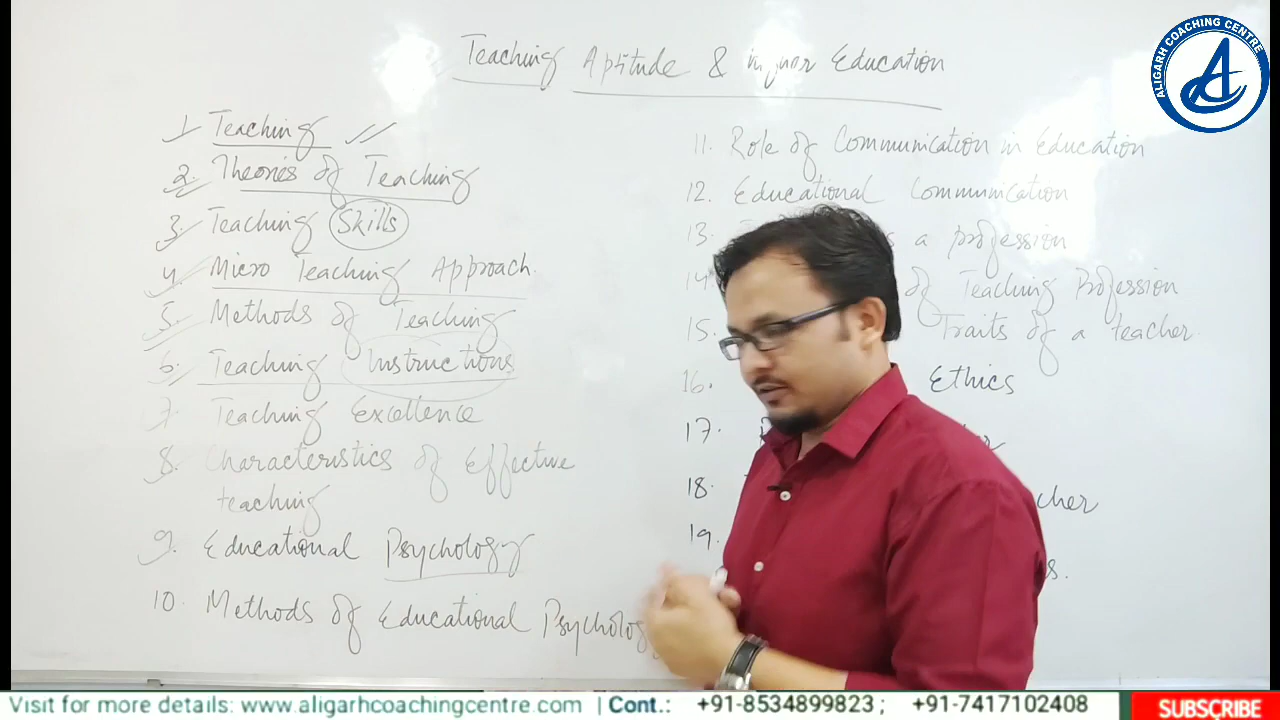 Teaching Aptitude & Education
1 Teaching
2. Theories of Teaching
3. Teaching Skills
4. Micro Teaching Approach.
5. Methods of Teaching
6. Teaching Instructions
7. Teaching Excellence
8. Characteristics of Effective
teaching
9. Educational Psychology
10. Methods of Educational Psycholog
11. Role of Communication in Education
12. Educational Communication
13. a profession
14. of Teaching Profession
15. Traits of a teacher.
16. Ethics
17.
18. cher
19.
s.
ALIGARH COACHING CENTRE
Visit for more details: www.aligarhcoachingcentre.com | Cont.: +91-8534899823 ; +91-7417102408
SUBSCRIBE